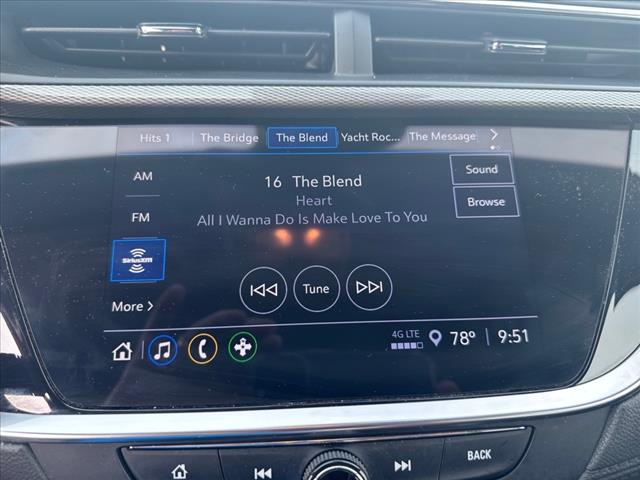 Hits 1 The Bridge The Blend Yacht Roc... The Message
AM
16 The Blend
Sound
Heart
FM
All I Wanna Do Is Make Love To You
Browse
SiriusXM
Tune
More >
4G LTE
78° 9:51
BACK